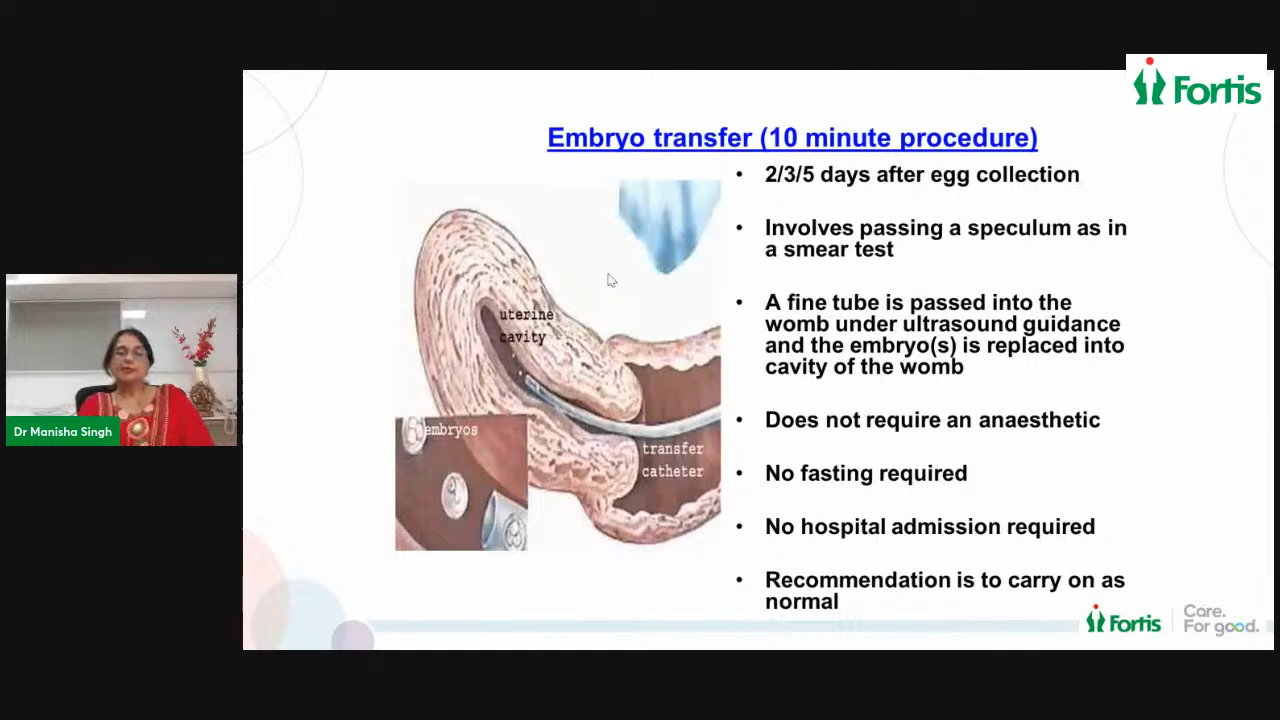 Fortis
Embryo transfer (10 minute procedure)
• 2/3/5 days after egg collection
• Involves passing a speculum as in
a smear test
• A fine tube is passed into the
womb under ultrasound guidance
and the embryo(s) is replaced into
cavity of the womb
• Does not require an anaesthetic
• No fasting required
• No hospital admission required
• Recommendation is to carry on as
normal
uterine
cavity
embryos
transfer
catheter
Dr Manisha Singh
Fortis
Care.
For good.